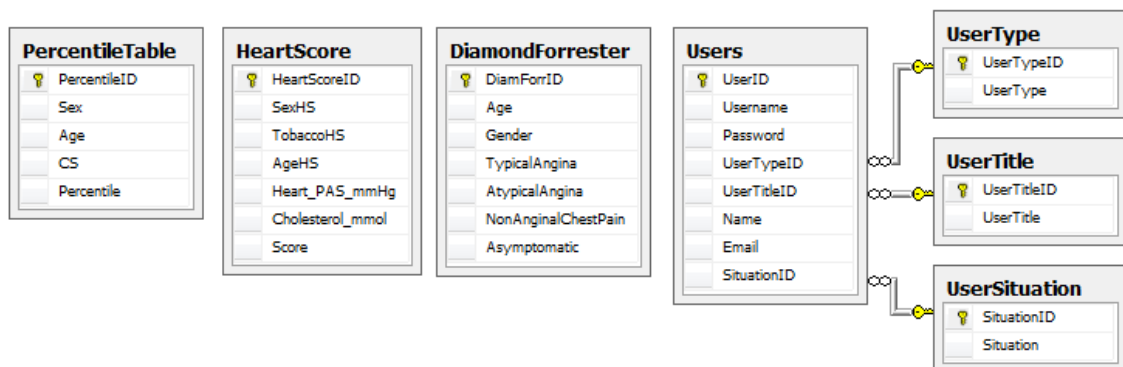 PercentileTable
PercentileID
Sex
Age
CS
Percentile
HeartScore
HeartScoreID
SexHS
TobaccoHS
AgeHS
Heart_PAS_mmHg
Cholesterol_mmol
Score
DiamondForrester
DiamForrID
Age
Gender
TypicalAngina
AtypicalAngina
NonAnginalChestPain
Asymptomatic
Users
UserID
Username
Password
UserTypeID
UserTitleID
Name
Email
SituationID
UserType
UserTypeID
UserType
UserTitle
UserTitleID
UserTitle
UserSituation
SituationID
Situation